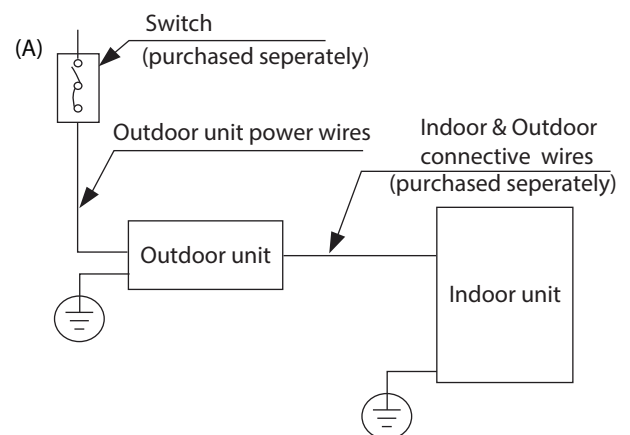 (A)
Switch
(purchased seperately)
Outdoor unit power wires
Indoor & Outdoor
connective wires
(purchased seperately)
Outdoor unit
Indoor unit